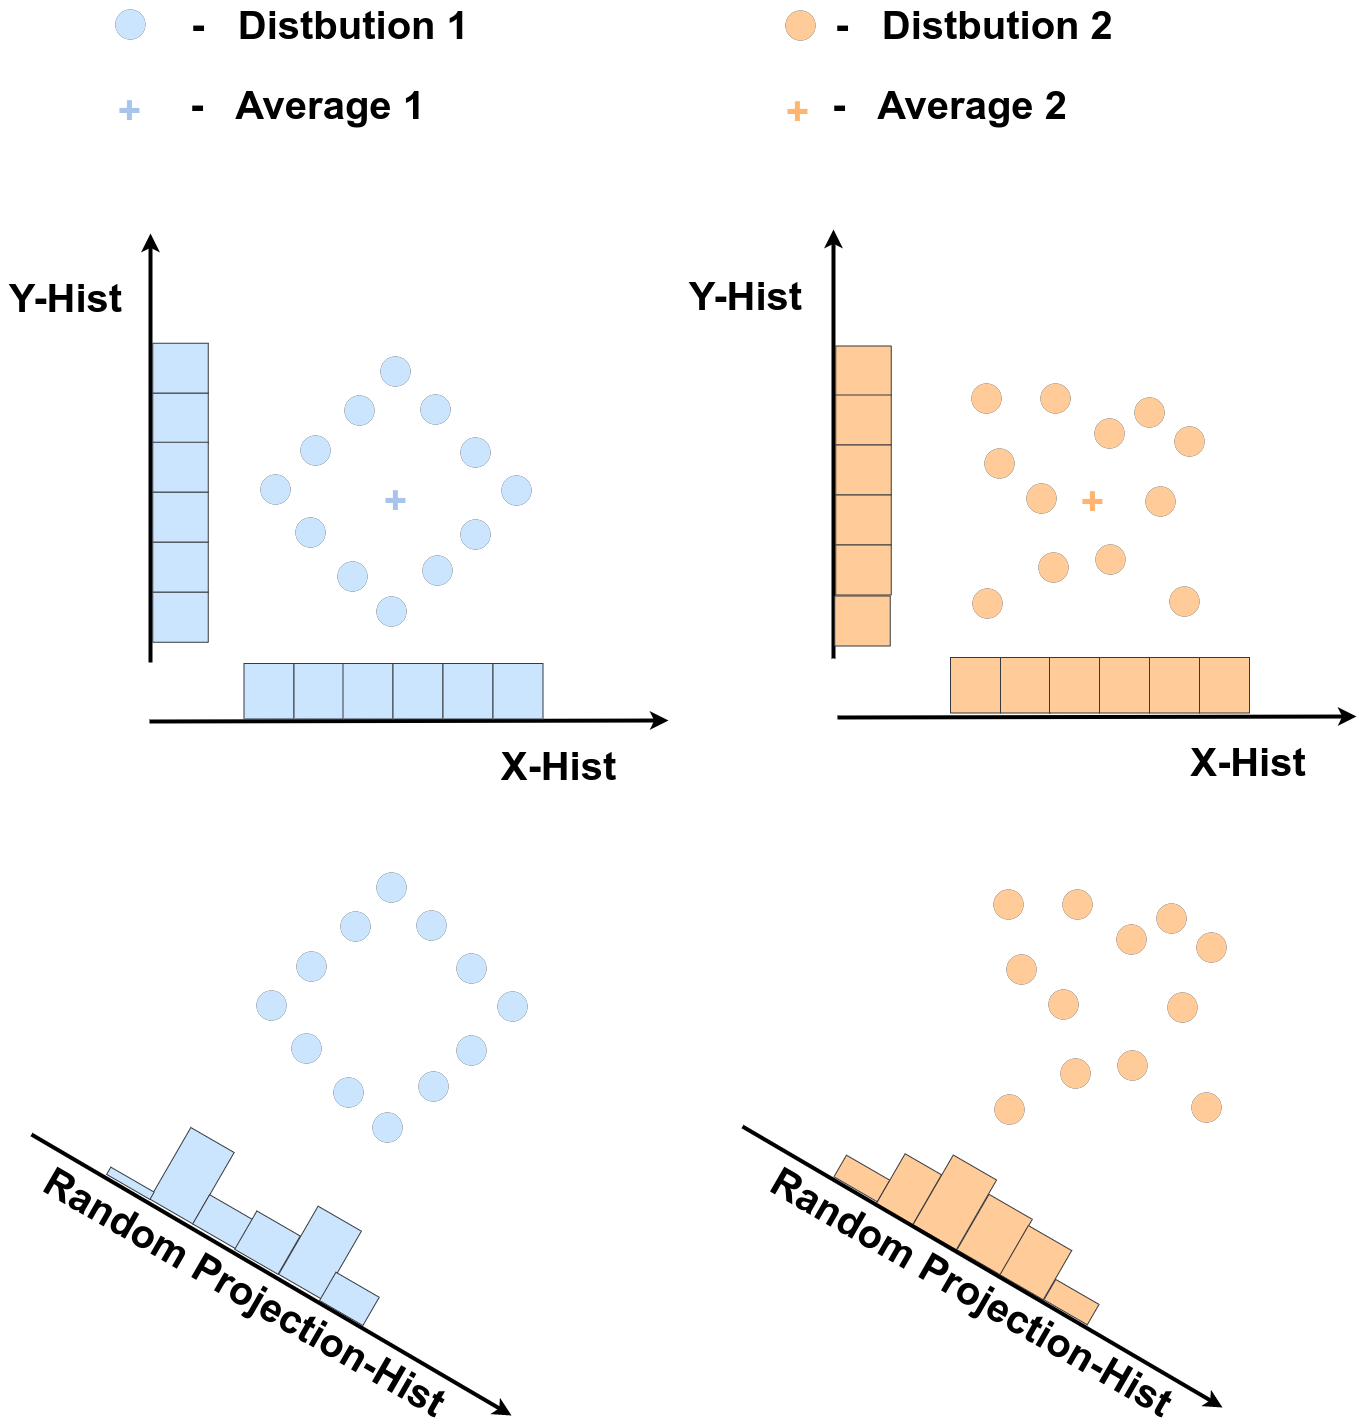 - Distbution 1
- Distbution 2
+ - Average 1
+ - Average 2
Y-Hist
Y-Hist
+
+
X-Hist
X-Hist
Random Projection-Hist
Random Projection-Hist